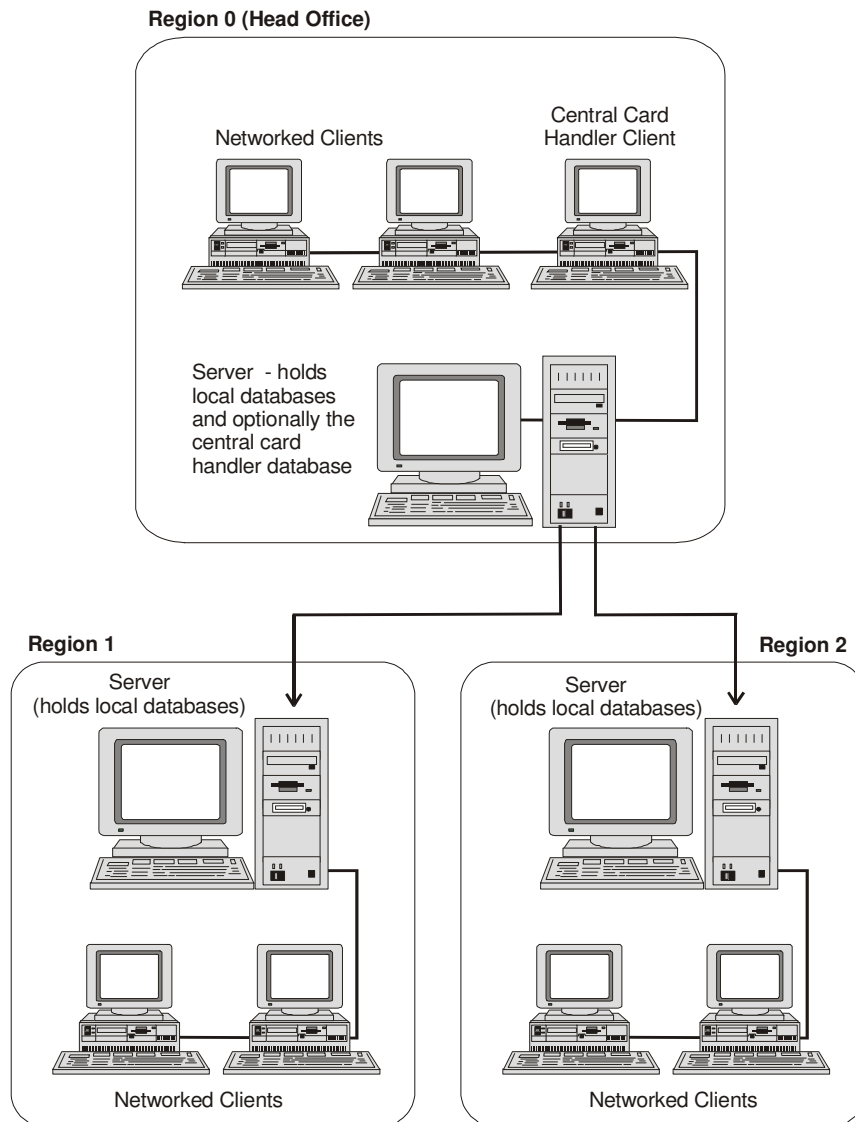 Region 0 (Head Office)
Networked Clients
Central Card
Handler Client
Server - holds
local databases
and optionally the
central card
handler database
Region 1
Server
(holds local databases)
Networked Clients
Region 2
Server
(holds local databases)
Networked Clients